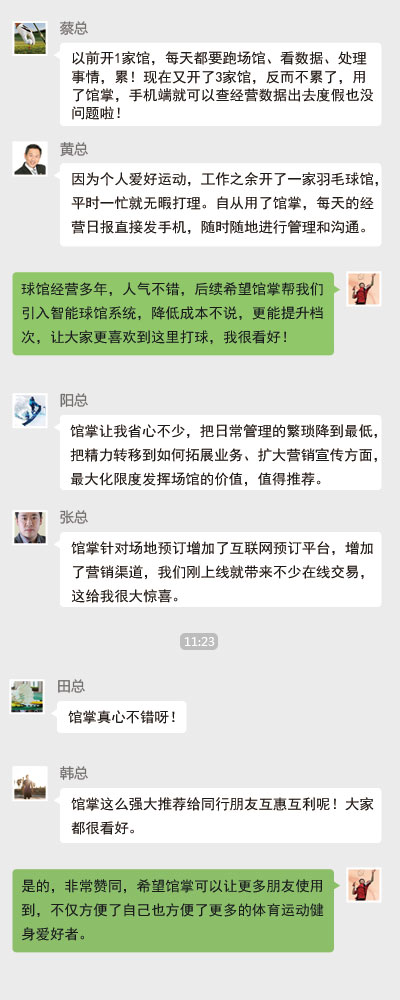 蔡总
以前开1家馆，每天都要跑场馆、看数据、处理
事情，累！现在又开了3家馆，反而不累了，用
了馆掌，手机端就可以查经营数据出去度假也没
问题啦！
黄总
因为个人爱好运动，工作之余开了一家羽毛球馆，
平时一忙就无暇打理。自从用了馆掌，每天的经
营日报直接发手机，随时随地进行管理和沟通。
球馆经营多年，人气不错，后续希望馆掌帮我们
引入智能球馆系统，降低成本不说，更能提升档
次，让大家更喜欢到这里打球，我很看好！
阳总
馆掌让我省心不少，把日常管理的繁琐降到最低，
把精力转移到如何拓展业务、扩大营销宣传方面，
最大化限度发挥场馆的价值，值得推荐。
张总
馆掌针对场地预订增加了互联网预订平台，增加
了营销渠道，我们刚上线就带来不少在线交易，
这给我很大惊喜。
11:23
田总
馆掌真心不错呀！
韩总
馆掌这么强大推荐给同行朋友互惠互利呢！大家
都很看好。
是的，非常赞同，希望馆掌可以让更多朋友使用
到，不仅方便了自己也方便了更多的体育运动健
身爱好者。